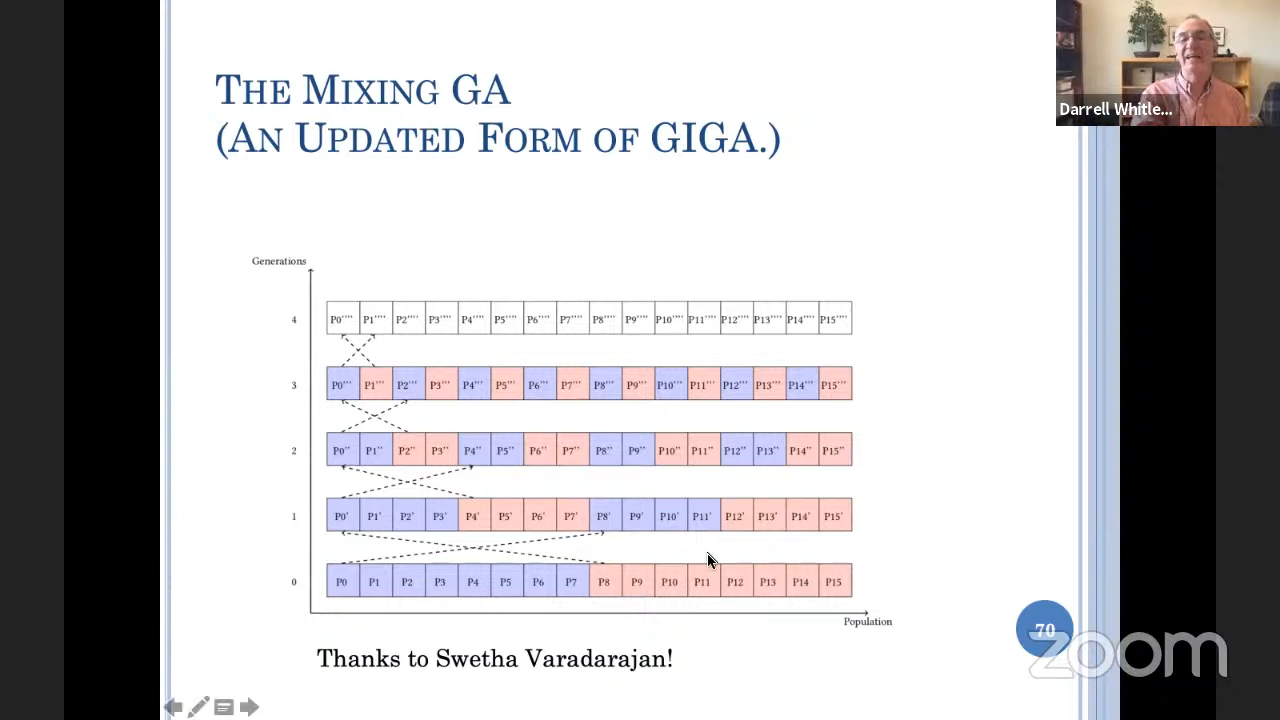 THE MIXING GA
(AN UPDATED FORM OF GIGA.)
Darrell Whitle...
Generations
4 P0'''' P1'''' P2'''' P3'''' P4'''' P5'''' P6'''' P7'''' P8'''' P9'''' P10'''' P11'''' P12'''' P13'''' P14'''' P15''''
3 P0''' P1''' P2''' P3''' P4''' P5''' P6''' P7''' P8''' P9''' P10''' P11''' P12''' P13''' P14''' P15'''
2 P0'' P1'' P2'' P3'' P4'' P5'' P6'' P7'' P8'' P9'' P10'' P11'' P12'' P13'' P14'' P15''
1 P0' P1' P2' P3' P4' P5' P6' P7' P8' P9' P10' P11' P12' P13' P14' P15'
0 P0 P1 P2 P3 P4 P5 P6 P7 P8 P9 P10 P11 P12 P13 P14 P15
Population
Thanks to Swetha Varadarajan!
70
zoom